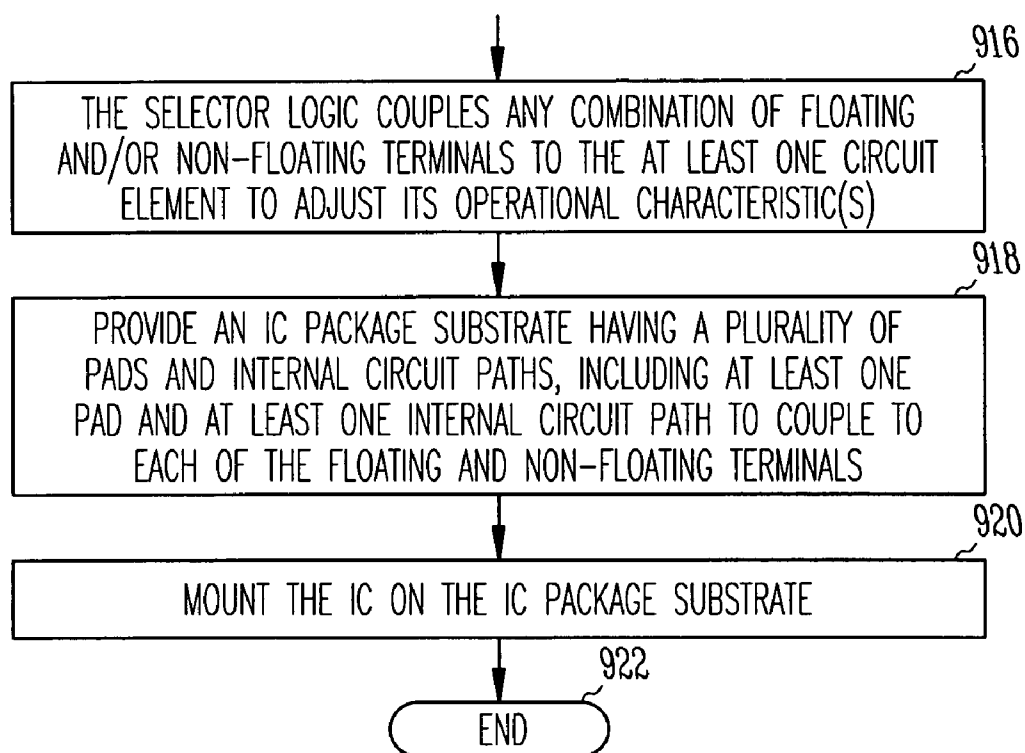 916
THE SELECTOR LOGIC COUPLES ANY COMBINATION OF FLOATING
AND/OR NON-FLOATING TERMINALS TO THE AT LEAST ONE CIRCUIT
ELEMENT TO ADJUST ITS OPERATIONAL CHARACTERISTIC(S)
918
PROVIDE AN IC PACKAGE SUBSTRATE HAVING A PLURALITY OF
PADS AND INTERNAL CIRCUIT PATHS, INCLUDING AT LEAST ONE
PAD AND AT LEAST ONE INTERNAL CIRCUIT PATH TO COUPLE TO
EACH OF THE FLOATING AND NON-FLOATING TERMINALS
920
MOUNT THE IC ON THE IC PACKAGE SUBSTRATE
922
END